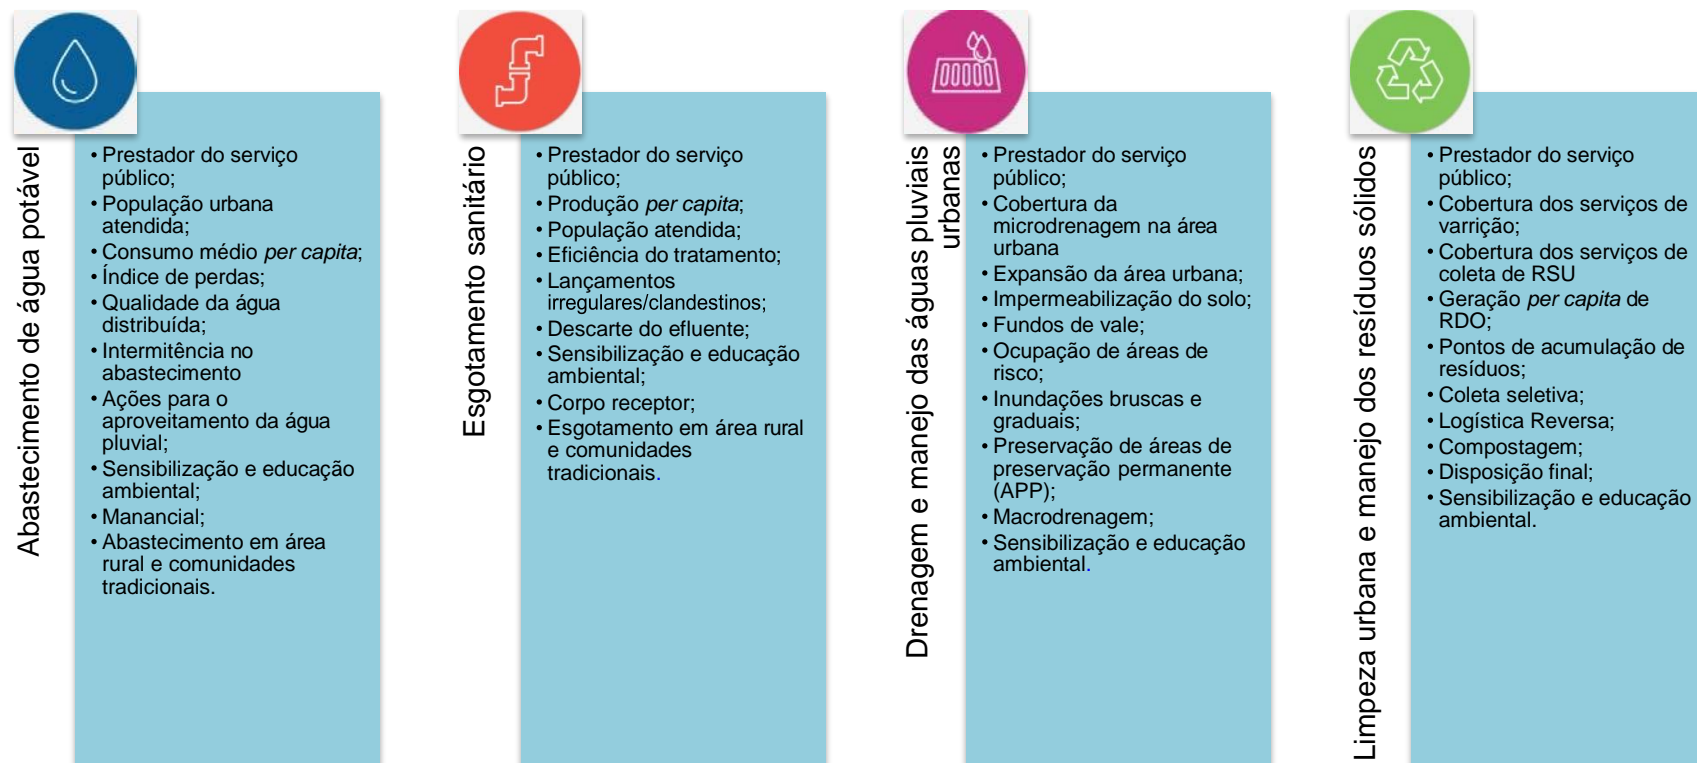 Abastecimento de água potável
• Prestador do serviço
público;
• População urbana
atendida;
• Consumo médio per capita;
• Índice de perdas;
• Qualidade da água
distribuída;
• Intermitência no
abastecimento
• Ações para o
aproveitamento da água
pluvial;
• Sensibilização e educação
ambiental;
• Manancial;
• Abastecimento em área
rural e comunidades
tradicionais.
Esgotamento sanitário
• Prestador do serviço
público;
• Produção per capita;
• População atendida;
• Eficiência do tratamento;
• Lançamentos
irregulares/clandestinos;
• Descarte do efluente;
• Sensibilização e educação
ambiental;
• Corpo receptor;
• Esgotamento em área rural
e comunidades
tradicionais.
Drenagem e manejo das águas pluviais
urbanas
• Prestador do serviço
público;
• Cobertura da
microdrenagem na área
urbana
• Expansão da área urbana;
• Impermeabilização do solo;
• Fundos de vale;
• Ocupação de áreas de
risco;
• Inundações bruscas e
graduais;
• Preservação de áreas de
preservação permanente
(APP);
• Macrodrenagem;
• Sensibilização e educação
ambiental.
Limpeza urbana e manejo dos resíduos sólidos
• Prestador do serviço
público;
• Cobertura dos serviços de
varrição;
• Cobertura dos serviços de
coleta de RSU
• Geração per capita de
RDO;
• Pontos de acumulação de
resíduos;
• Coleta seletiva;
• Logística Reversa;
• Compostagem;
• Disposição final;
• Sensibilização e educação
ambiental.